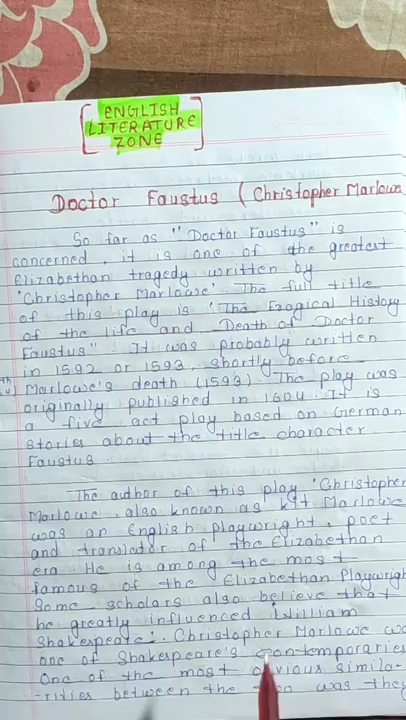 ENGLISH
LITERATURE
ZONE
Doctor Faustus (Christopher Marlowe
So far as "Doctor Faustus" is
concerned, it is one of the greatest
Elizabethan tragedy written by
'Christopher Marlowe' The full title
of this play is 'The Tragical History
of the life and Death of Doctor
Faustus". It was probably written
in 1592 or 1593, shortly before
Marlowe's death (1593). The play was
originally published in 1604. It is
a five act play based on German
stories about the title character
Faustus.
The author of this play 'Christopher
Marlowe, also known as Kit Marlowe
was an English playwright, poet
and translator of the Elizabethan
era. He is among the most
famous of the Elizabethan Playwrigh
Some scholars also believe that
he greatly influenced William
Shakespeare. Christopher Marlowe wa
one of Shakespeare's contemporaries
One of the most obvious simila-
-rities between the two was they